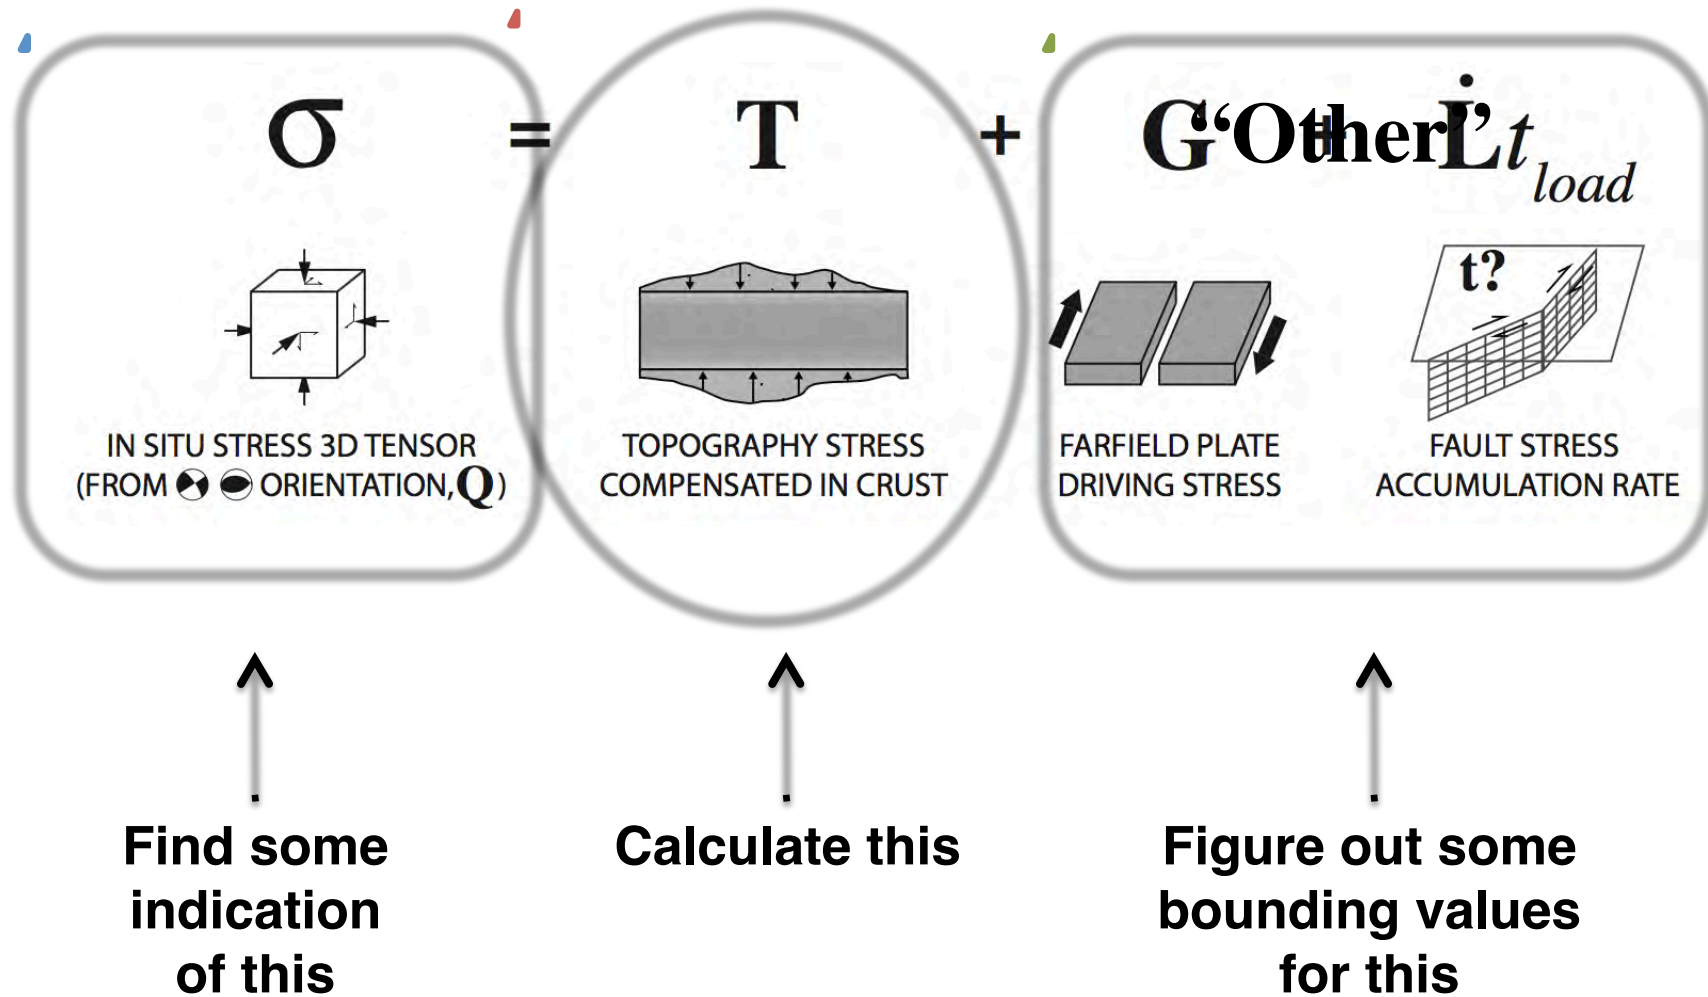 σ = T + G + L̇t load
“Other”
t?
IN SITU STRESS 3D TENSOR
(FROM ORIENTATION, Q)
TOPOGRAPHY STRESS
COMPENSATED IN CRUST
FARFIELD PLATE
DRIVING STRESS
FAULT STRESS
ACCUMULATION RATE
Find some
indication
of this
Calculate this
Figure out some
bounding values
for this